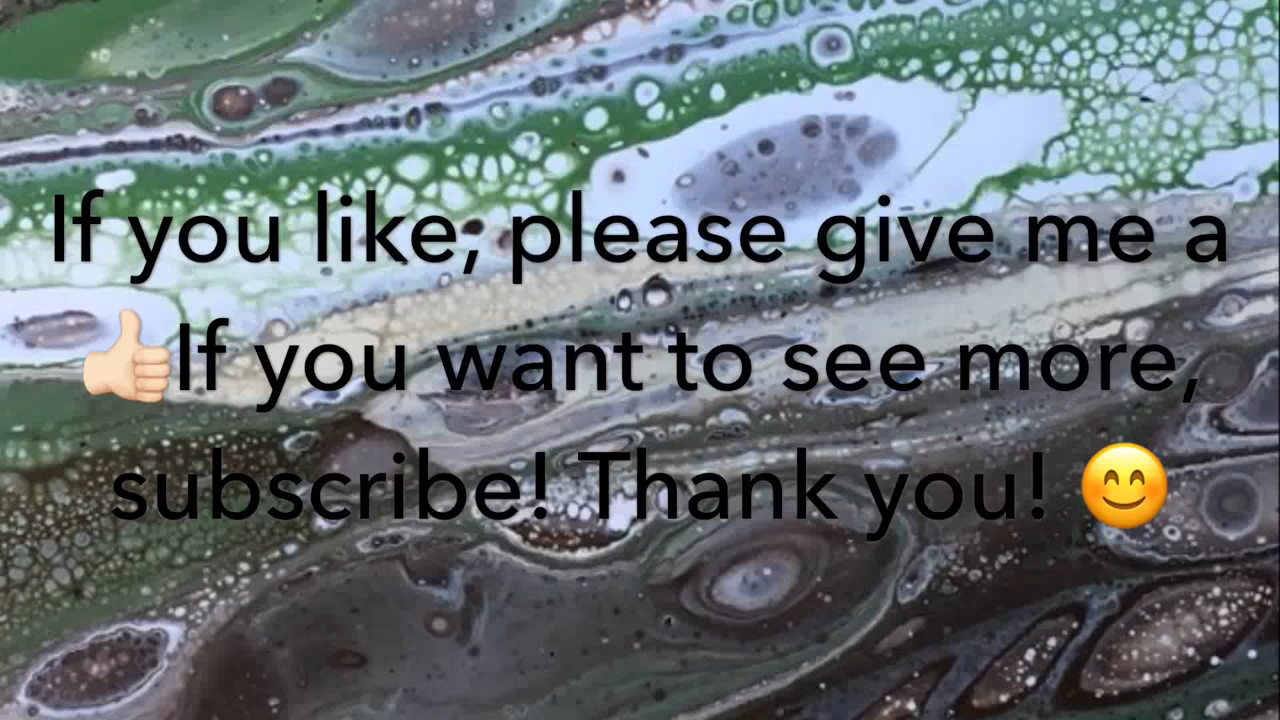 If you like, please give me a
👍🏻If you want to see more,
subscribe! Thank you! 😊